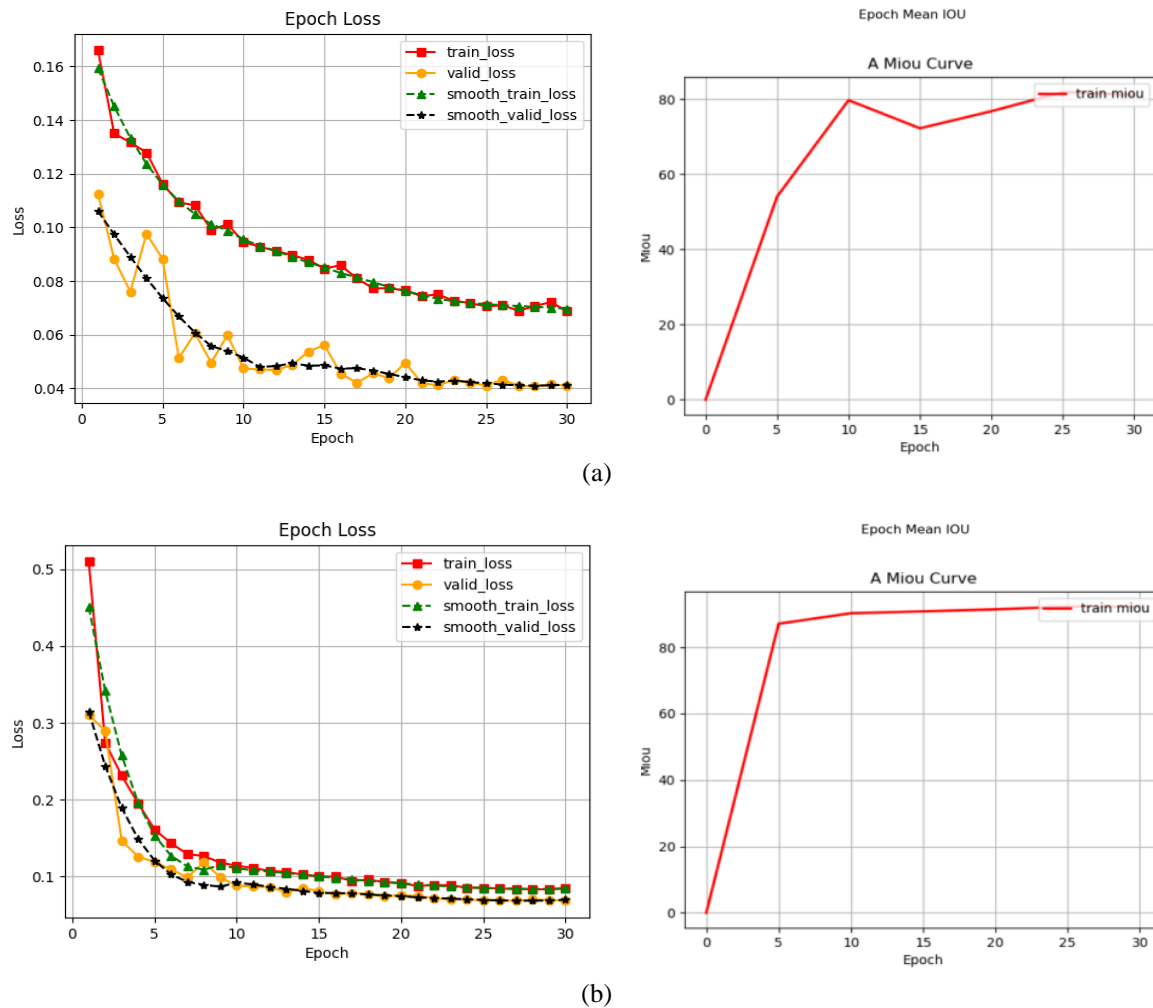 Epoch Loss
train_loss
valid_loss
smooth_train_loss
smooth_valid_loss
0.16
0.14
0.12
0.10
0.08
0.06
0.04
Loss
0 5 10 15 20 25 30
Epoch
Epoch Mean IOU
A Miou Curve
train miou
80
60
40
20
0
Miou
0 5 10 15 20 25 30
Epoch
(a)
Epoch Loss
train_loss
valid_loss
smooth_train_loss
smooth_valid_loss
0.5
0.4
0.3
0.2
0.1
Loss
0 5 10 15 20 25 30
Epoch
Epoch Mean IOU
A Miou Curve
train miou
80
60
40
20
0
Miou
0 5 10 15 20 25 30
Epoch
(b)